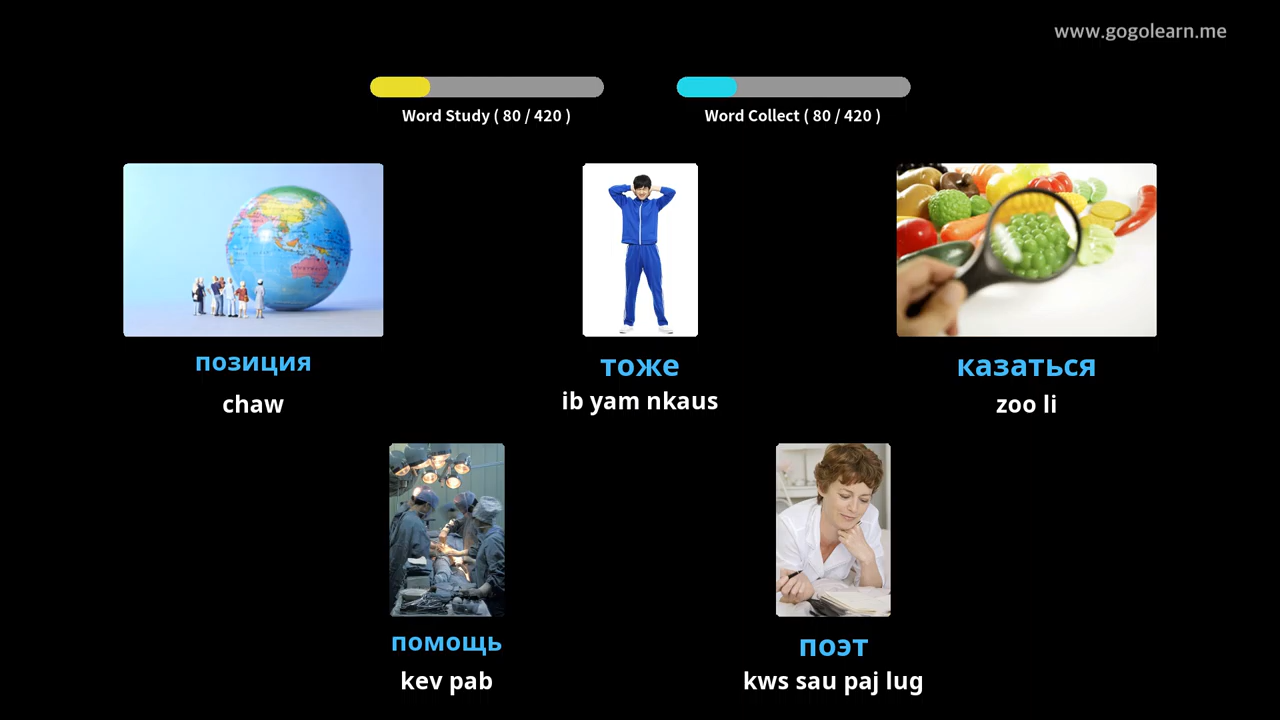 www.gogolearn.me
Word Study ( 80 / 420 )
Word Collect ( 80 / 420 )
позиция
chaw
тоже
ib yam nkaus
казаться
zoo li
помощь
kev pab
поэт
kws sau paj lug